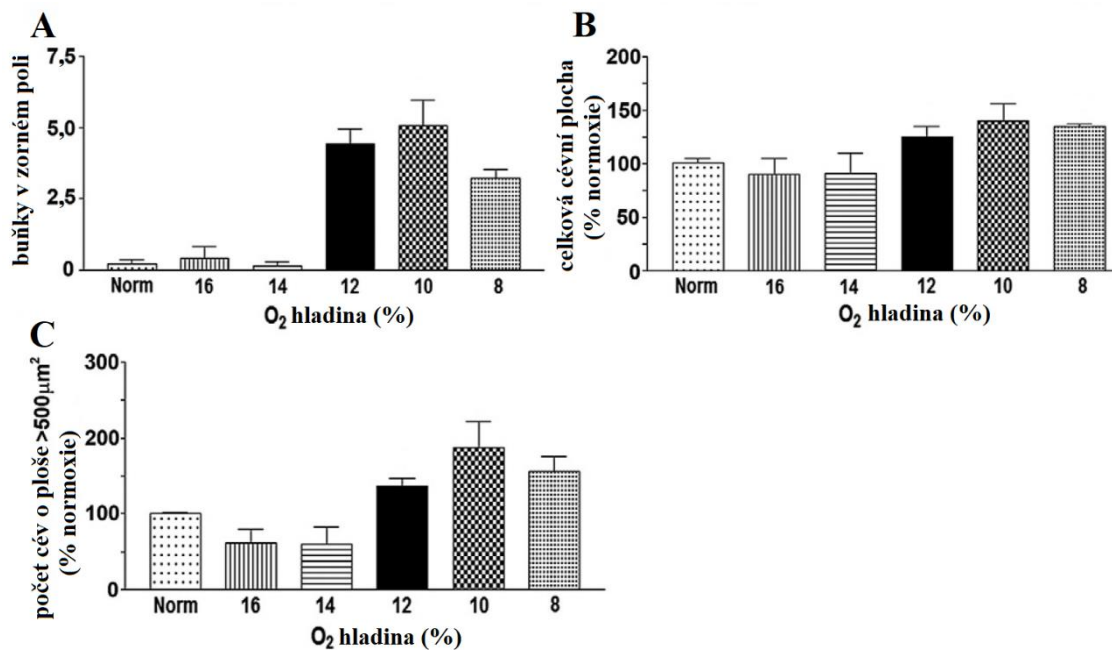 A
buňky v zorném poli
7,5
5,0
2,5
0
Norm 16 14 12 10 8
O₂ hladina (%)
B
celková cévní plocha
(% normoxie)
200
150
100
50
0
Norm 16 14 12 10 8
O₂ hladina (%)
C
počet cév o ploše >500µm²
(% normoxie)
300
200
100
0
Norm 16 14 12 10 8
O₂ hladina (%)